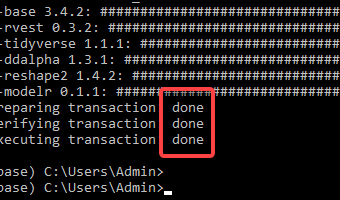 -base 3.4.2: ##############################
-rvest 0.3.2: #############################
-tidyverse 1.1.1: #########################
-ddalpha 1.3.1: ###########################
-reshape2 1.4.2: ##########################
-modelr 0.1.1: ############################
reparing transaction done
erifying transaction done
xecuting transaction done
base) C:\Users\Admin>
base) C:\Users\Admin>_